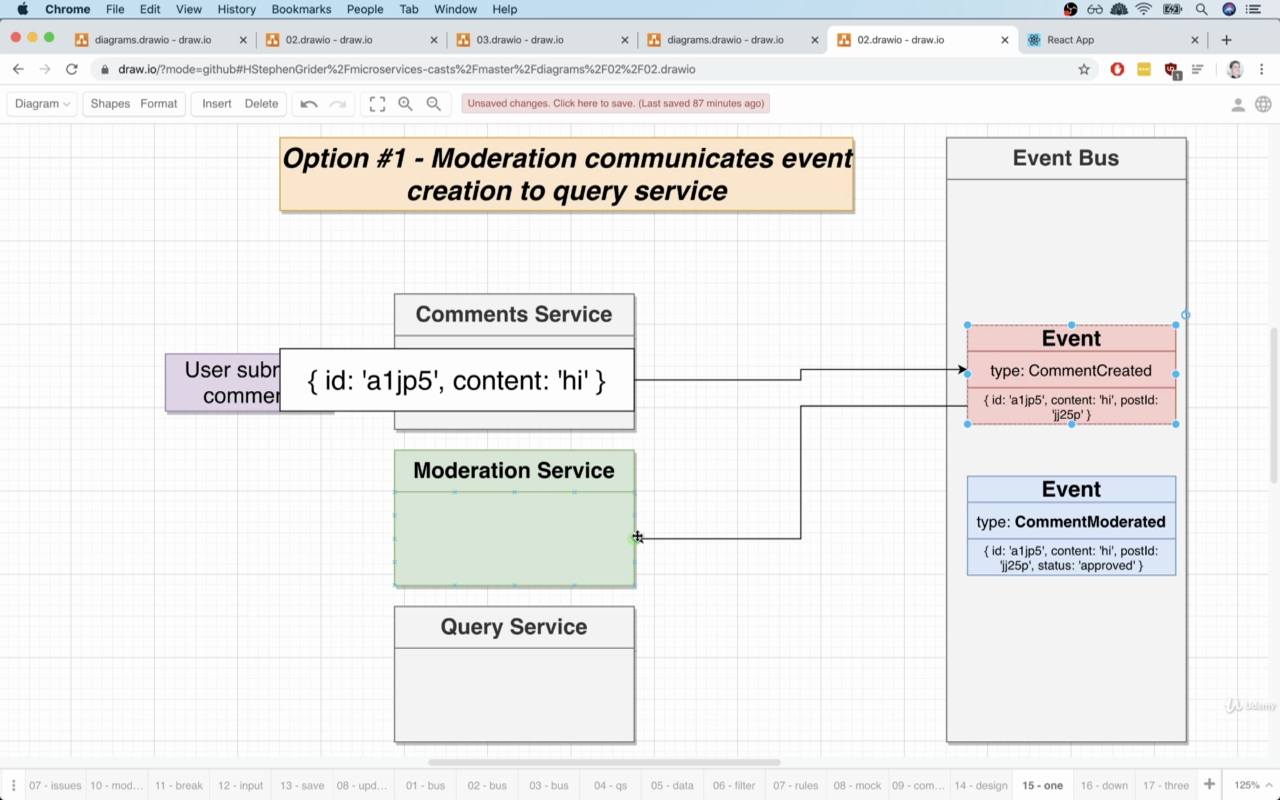 Chrome File Edit View History Bookmarks People Tab Window Help
diagrams.drawio - draw.io
02.drawio - draw.io
03.drawio - draw.io
diagrams.drawio - draw.io
02.drawio - draw.io
React App
draw.io/?mode=github#HStephenGrider%2Fmicroservices-casts%2Fmaster%2Fdiagrams%2F02%2F02.drawio
Diagram Shapes Format Insert Delete Unsaved changes. Click here to save. (Last saved 87 minutes ago)
Option #1 - Moderation communicates event
creation to query service
Event Bus
Comments Service
User subr
commer
{ id: 'a1jp5', content: 'hi' }
Event
type: CommentCreated
{ id: 'a1jp5', content: 'hi', postId:
'jj25p' }
Moderation Service
Event
type: CommentModerated
{ id: 'a1jp5', content: 'hi', postId:
'jj25p', status: 'approved' }
Query Service
Udemy
07 - issues 10 - mod... 11 - break 12 - input 13 - save 08 - upd... 01 - bus 02 - bus 03 - bus 04 - qs 05 - data 06 - filter 07 - rules 08 - mock 09 - com... 14 - design 15 - one 16 - down 17 - three 125%